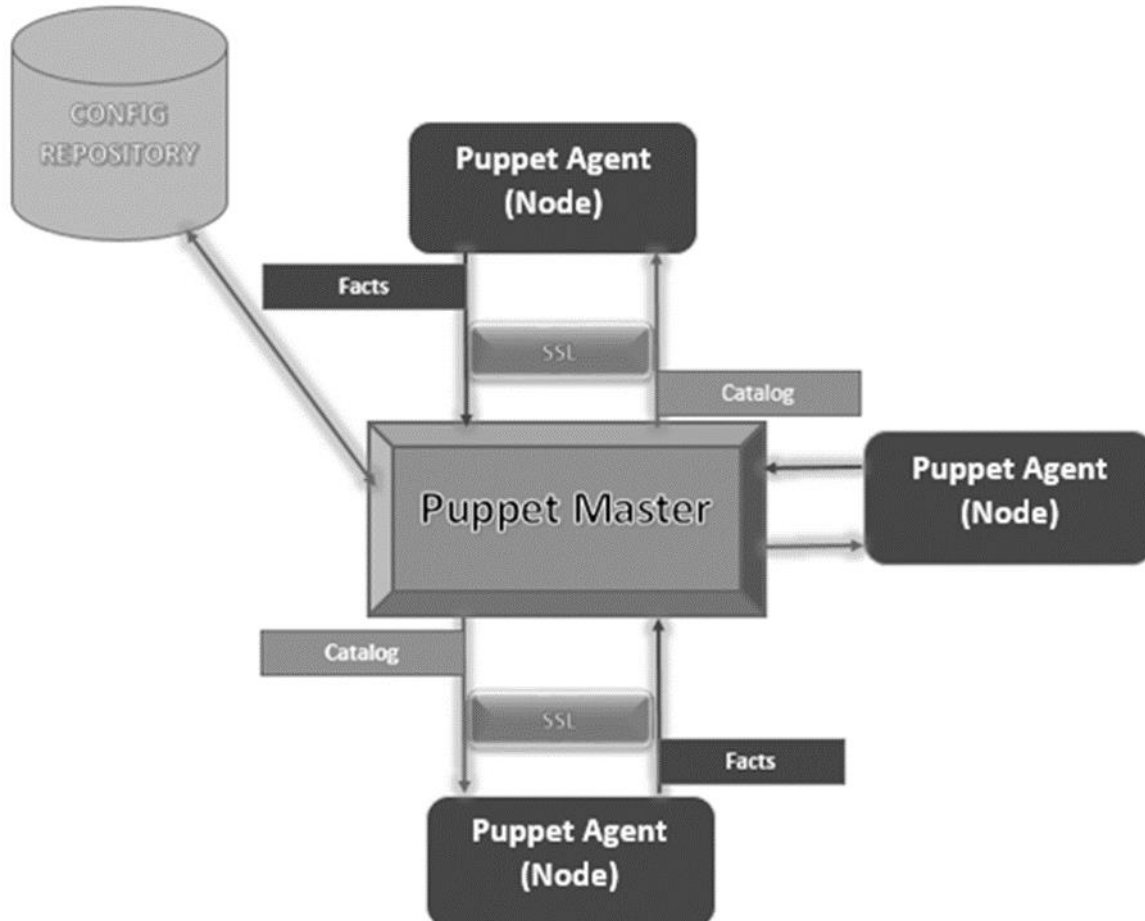 CONFIG
REPOSITORY
Puppet Agent
(Node)
Facts
SSL
Catalog
Puppet Agent
(Node)
Puppet Master
Catalog
SSL
Facts
Puppet Agent
(Node)